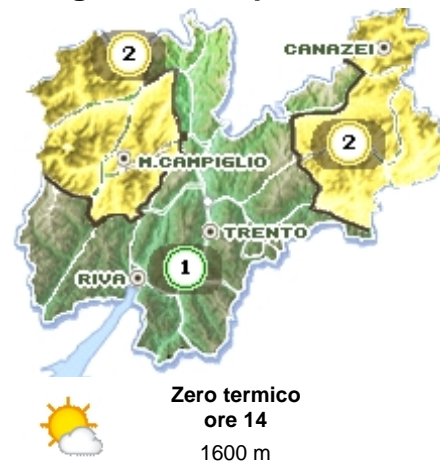 2
CANAZEI
2
M.CAMPIGLIO
TRENTO
1
RIVA
Zero termico
ore 14
1600 m